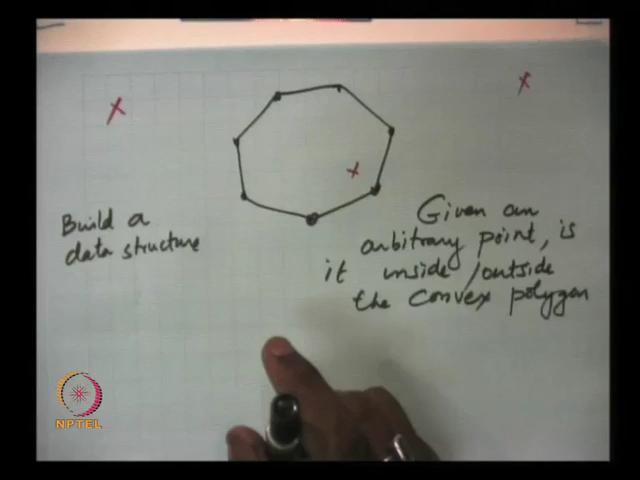 Build a
data structure
Given an
arbitrary point, is
it inside/outside
the convex polygon
NPTEL